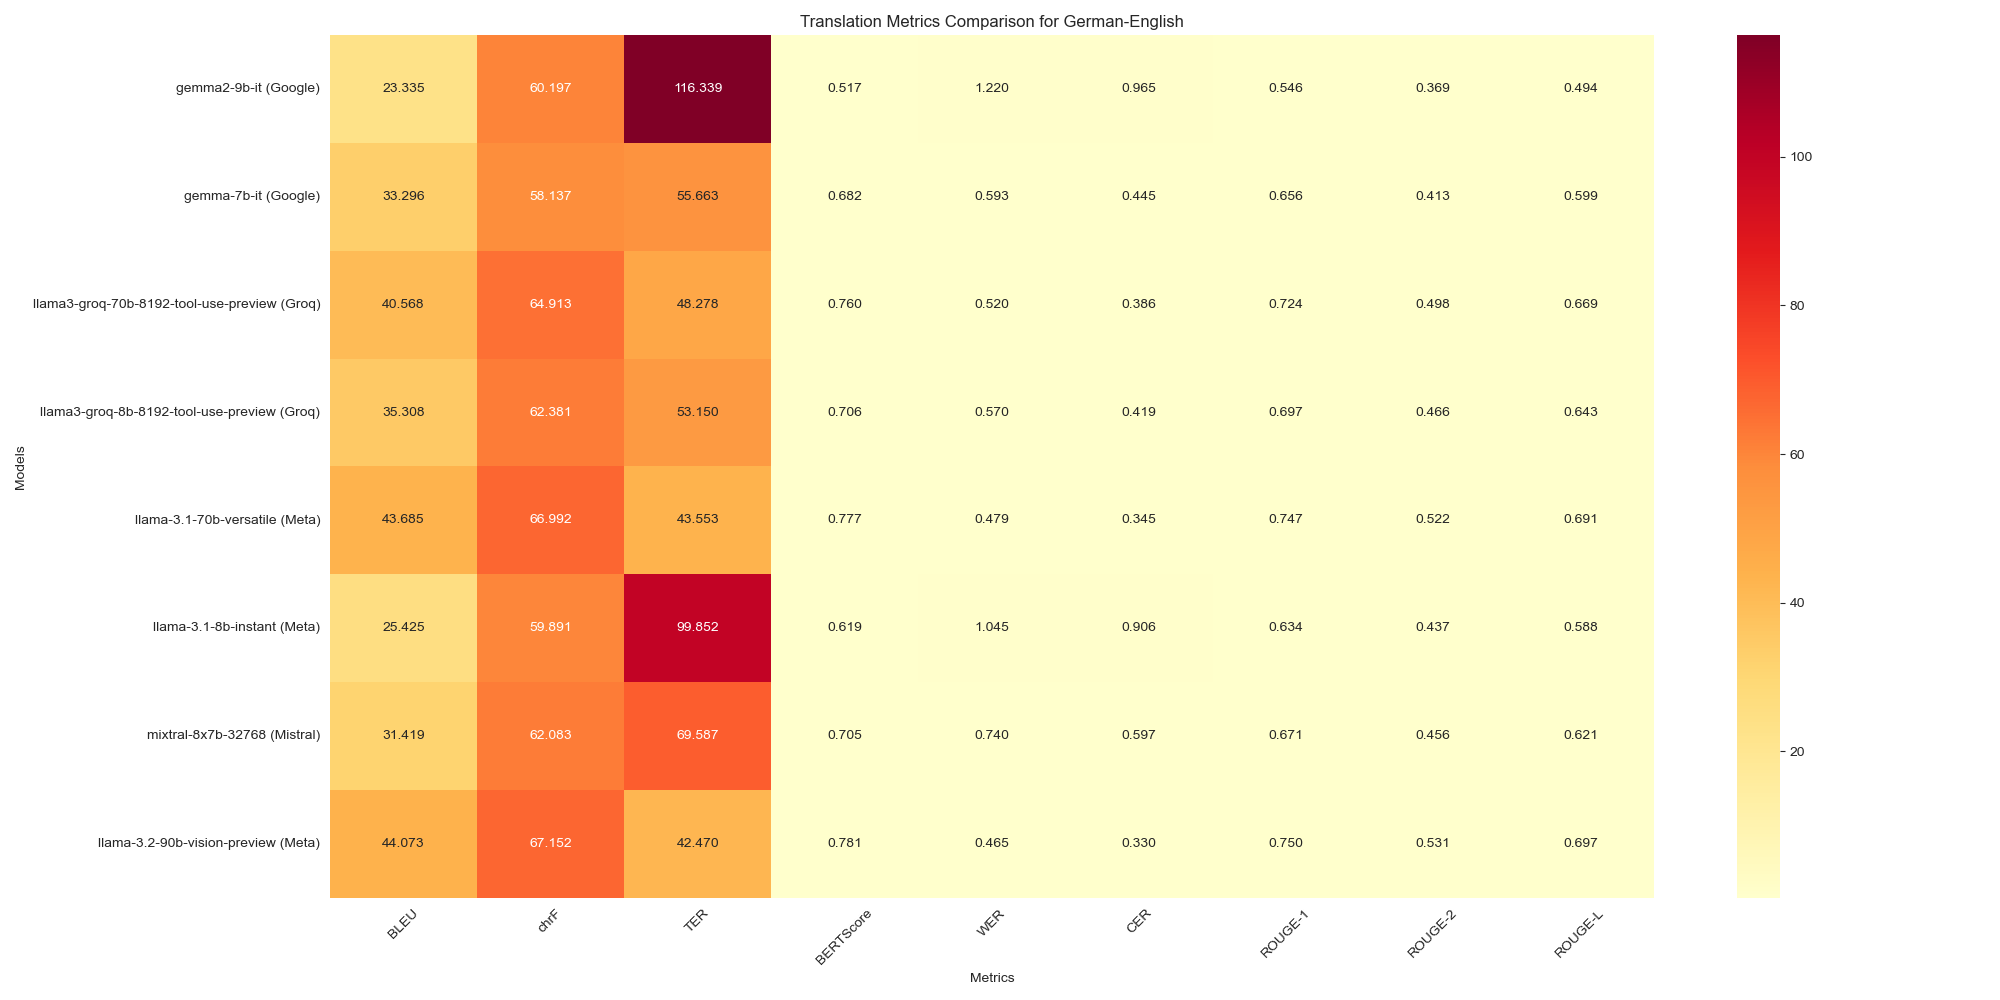 Translation Metrics Comparison for German-English
Models
gemma2-9b-it (Google) 23.335 60.197 116.339 0.517 1.220 0.965 0.546 0.369 0.494
gemma-7b-it (Google) 33.296 58.137 55.663 0.682 0.593 0.445 0.656 0.413 0.599
llama3-groq-70b-8192-tool-use-preview (Groq) 40.568 64.913 48.278 0.760 0.520 0.386 0.724 0.498 0.669
llama3-groq-8b-8192-tool-use-preview (Groq) 35.308 62.381 53.150 0.706 0.570 0.419 0.697 0.466 0.643
llama-3.1-70b-versatile (Meta) 43.685 66.992 43.553 0.777 0.479 0.345 0.747 0.522 0.691
llama-3.1-8b-instant (Meta) 25.425 59.891 99.852 0.619 1.045 0.906 0.634 0.437 0.588
mixtral-8x7b-32768 (Mistral) 31.419 62.083 69.587 0.705 0.740 0.597 0.671 0.456 0.621
llama-3.2-90b-vision-preview (Meta) 44.073 67.152 42.470 0.781 0.465 0.330 0.750 0.531 0.697
BLEU chrF TER BERTScore WER CER ROUGE-1 ROUGE-2 ROUGE-L
Metrics
100
80
60
40
20